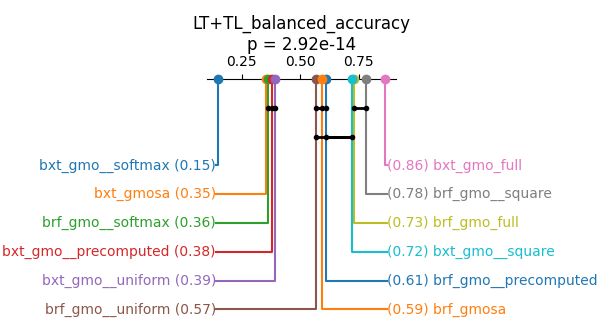 LT+TL_balanced_accuracy
p = 2.92e-14
0.25 0.50 0.75
bxt_gmo__softmax (0.15) (0.86) bxt_gmo_full
bxt_gmosa (0.35) (0.78) brf_gmo__square
brf_gmo__softmax (0.36) (0.73) brf_gmo_full
bxt_gmo__precomputed (0.38) (0.72) bxt_gmo__square
bxt_gmo__uniform (0.39) (0.61) brf_gmo__precomputed
brf_gmo__uniform (0.57) (0.59) brf_gmosa